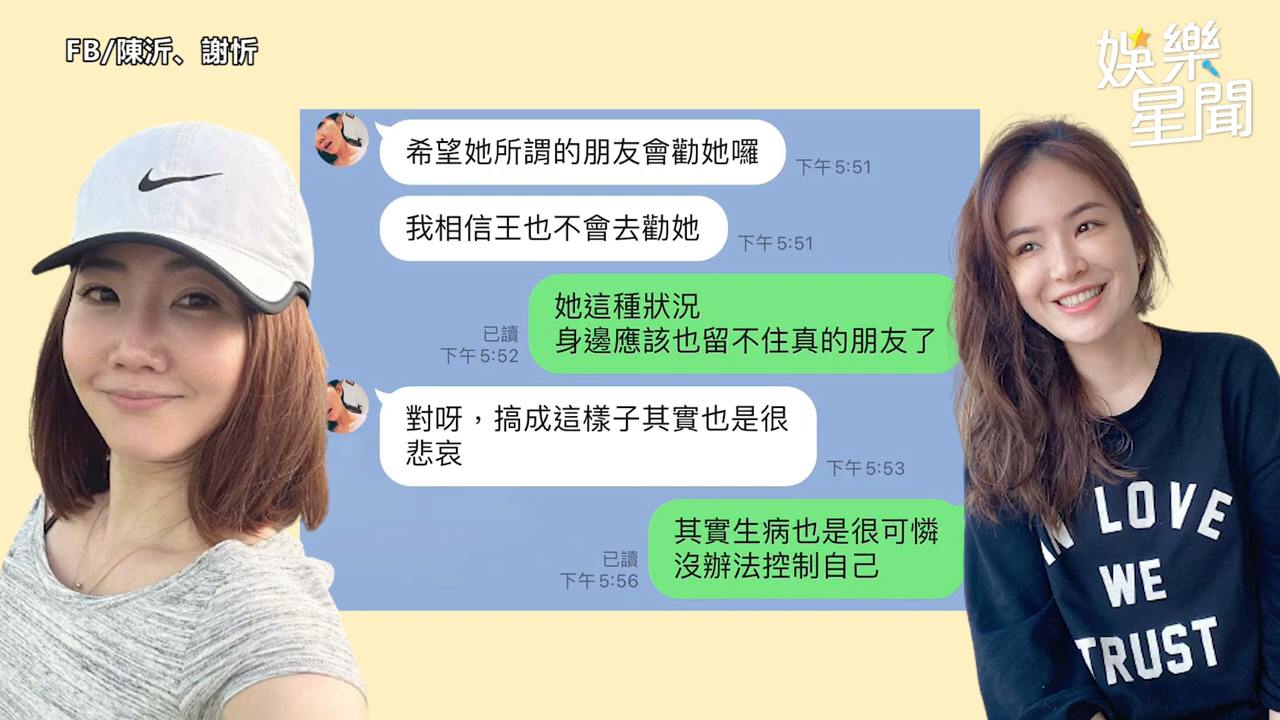 FB/陳沂、謝忻
娛樂
星聞
希望她所謂的朋友會勸她囉
下午5:51
我相信王也不會去勸她
下午5:51
她這種狀況
身邊應該也留不住真的朋友了
已讀
下午5:52
對呀，搞成這樣子其實也是很
悲哀
下午5:53
其實生病也是很可憐
沒辦法控制自己
已讀
下午5:56
IN LOVE
WE
TRUST